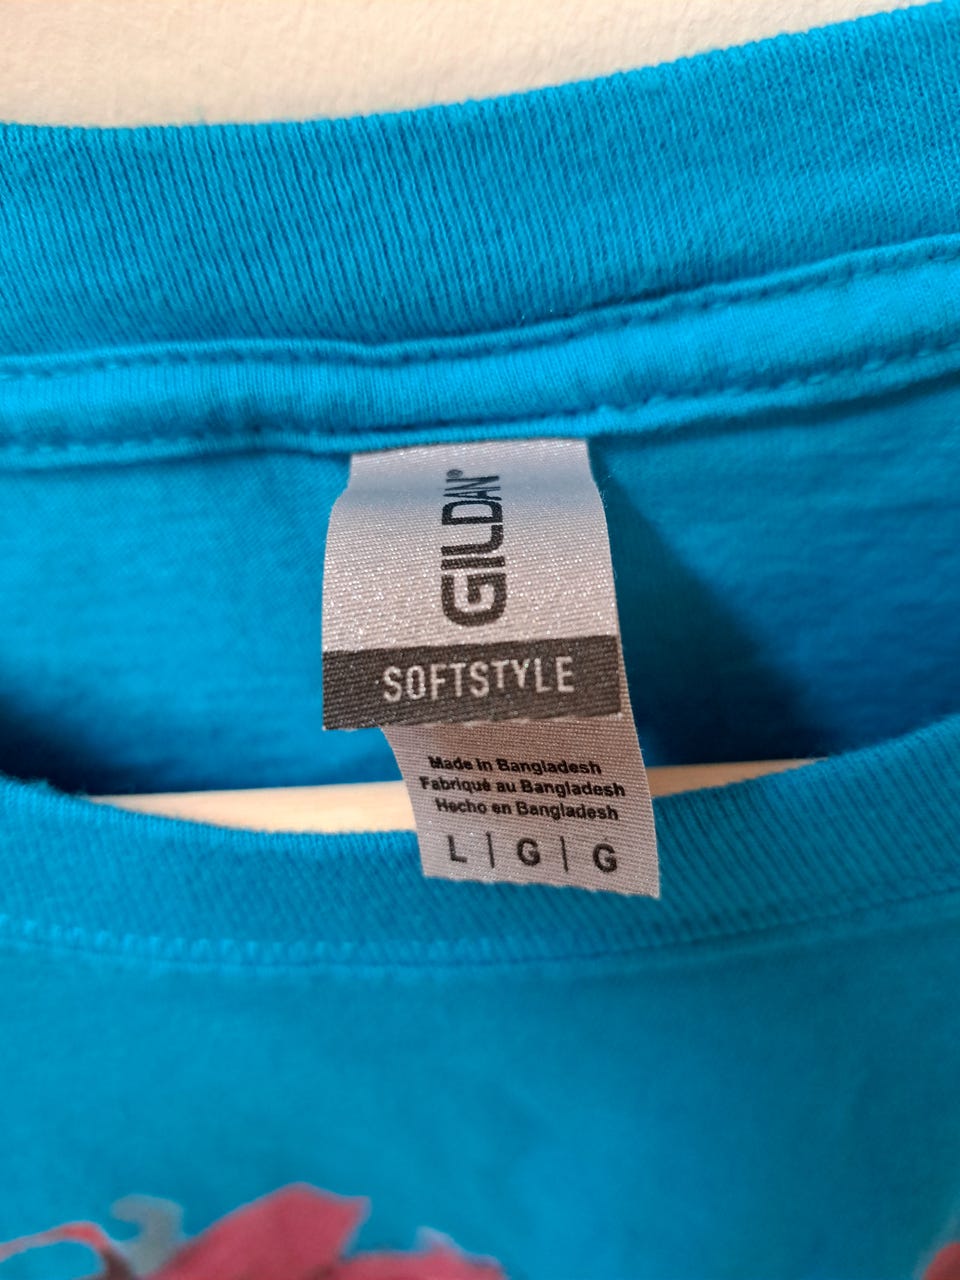 GILDAN®
SOFTSTYLE
Made in Bangladesh
Fabriqué au Bangladesh
Hecho en Bangladesh
L | G | G